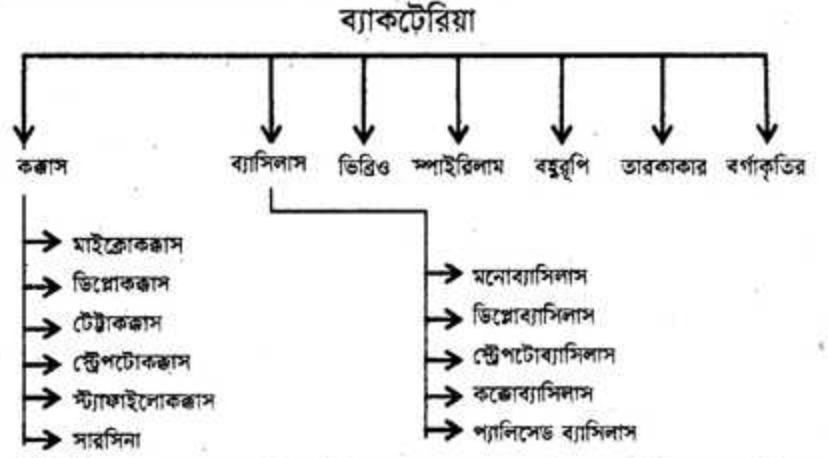 ব্যাকটেরিয়া
কক্কাস ব্যাসিলাস ভিব্রিও স্পাইরিলাম বহুরূপি তারকাকার বর্গাকৃতির
মাইক্রোকক্কাস
ডিপ্লোকক্কাস
টেট্রাকক্কাস
স্ট্রেপটোকক্কাস
স্ট্যাফাইলোকক্কাস
সারসিনা
মনোব্যাসিলাস
ডিপ্লোব্যাসিলাস
স্ট্রেপটোব্যাসিলাস
কক্কোব্যাসিলাস
প্যালিসেড ব্যাসিলাস